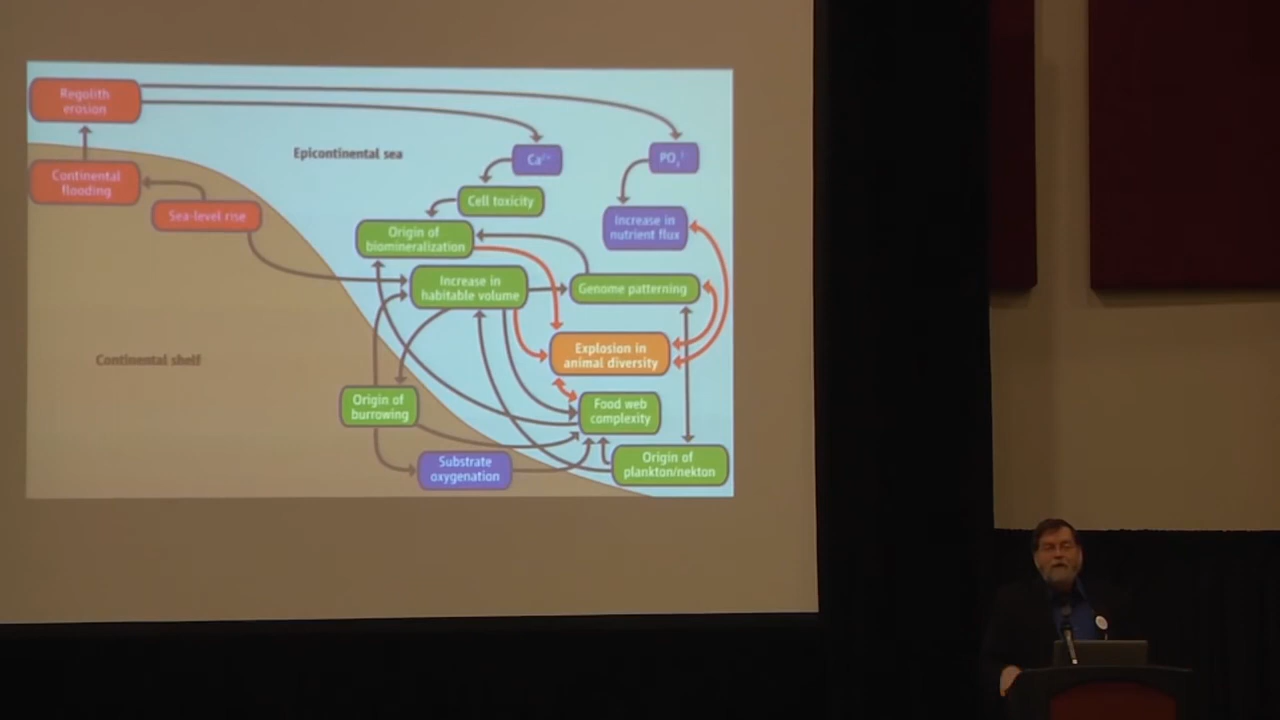 Regolith
erosion
Epicontinental sea
Ca²⁺
Continental
flooding
Sea-level rise
Cell toxicity
Origin of
biomineralization
Increase in
nutrient flux
Increase in
habitable volume
Genome patterning
Explosion in
animal diversity
Continental shelf
Origin of
burrowing
Food web
complexity
Substrate
oxygenation
Origin of
plankton/nekton